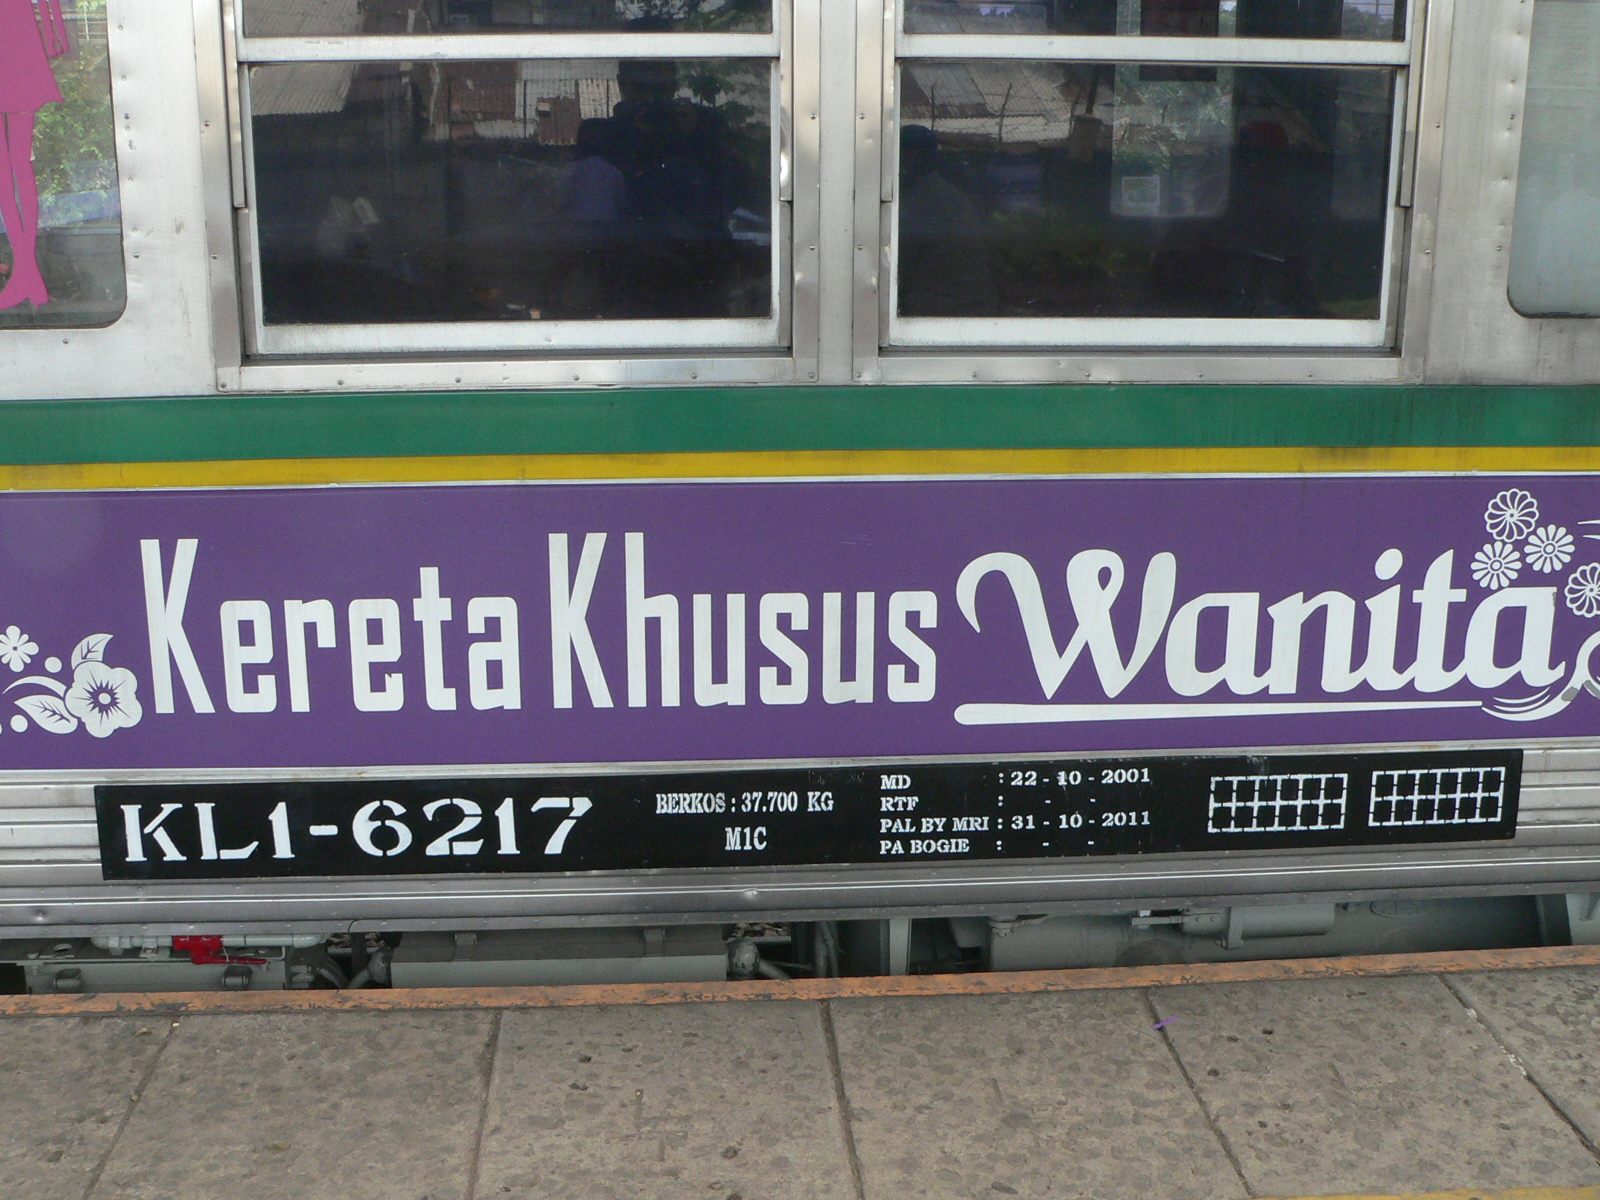 Kereta Khusus Wanita
KL1-6217
BERKOS : 37.700 KG
M1C
MD : 22 - 10 - 2001
RTF : - -
PAL BY MRI : 31 - 10 - 2011
PA BOGIE : - -